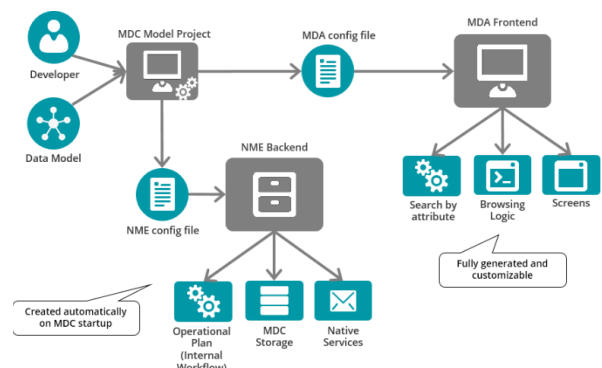 MDC Model Project
MDA config file
MDA Frontend
Developer
Data Model
NME Backend
Search by
attribute
Browsing
Logic
Screens
NME config file
Fully generated and
customizable
Created automatically
on MDC startup
Operational
Plan
(Internal
Workflow)
MDC
Storage
Native
Services